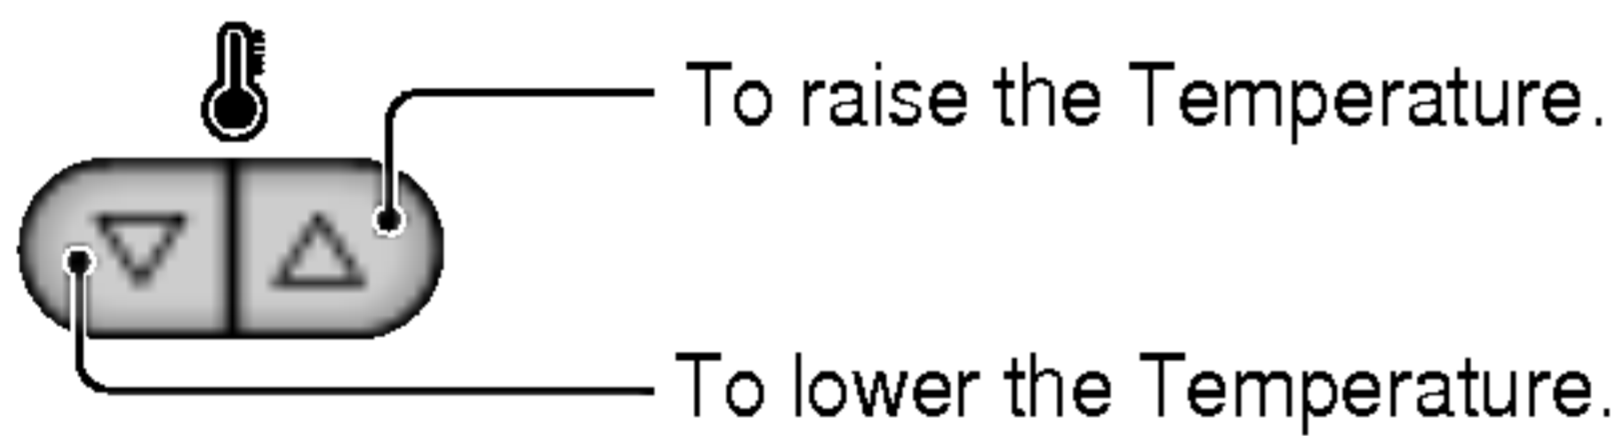 To raise the Temperature.
To lower the Temperature.